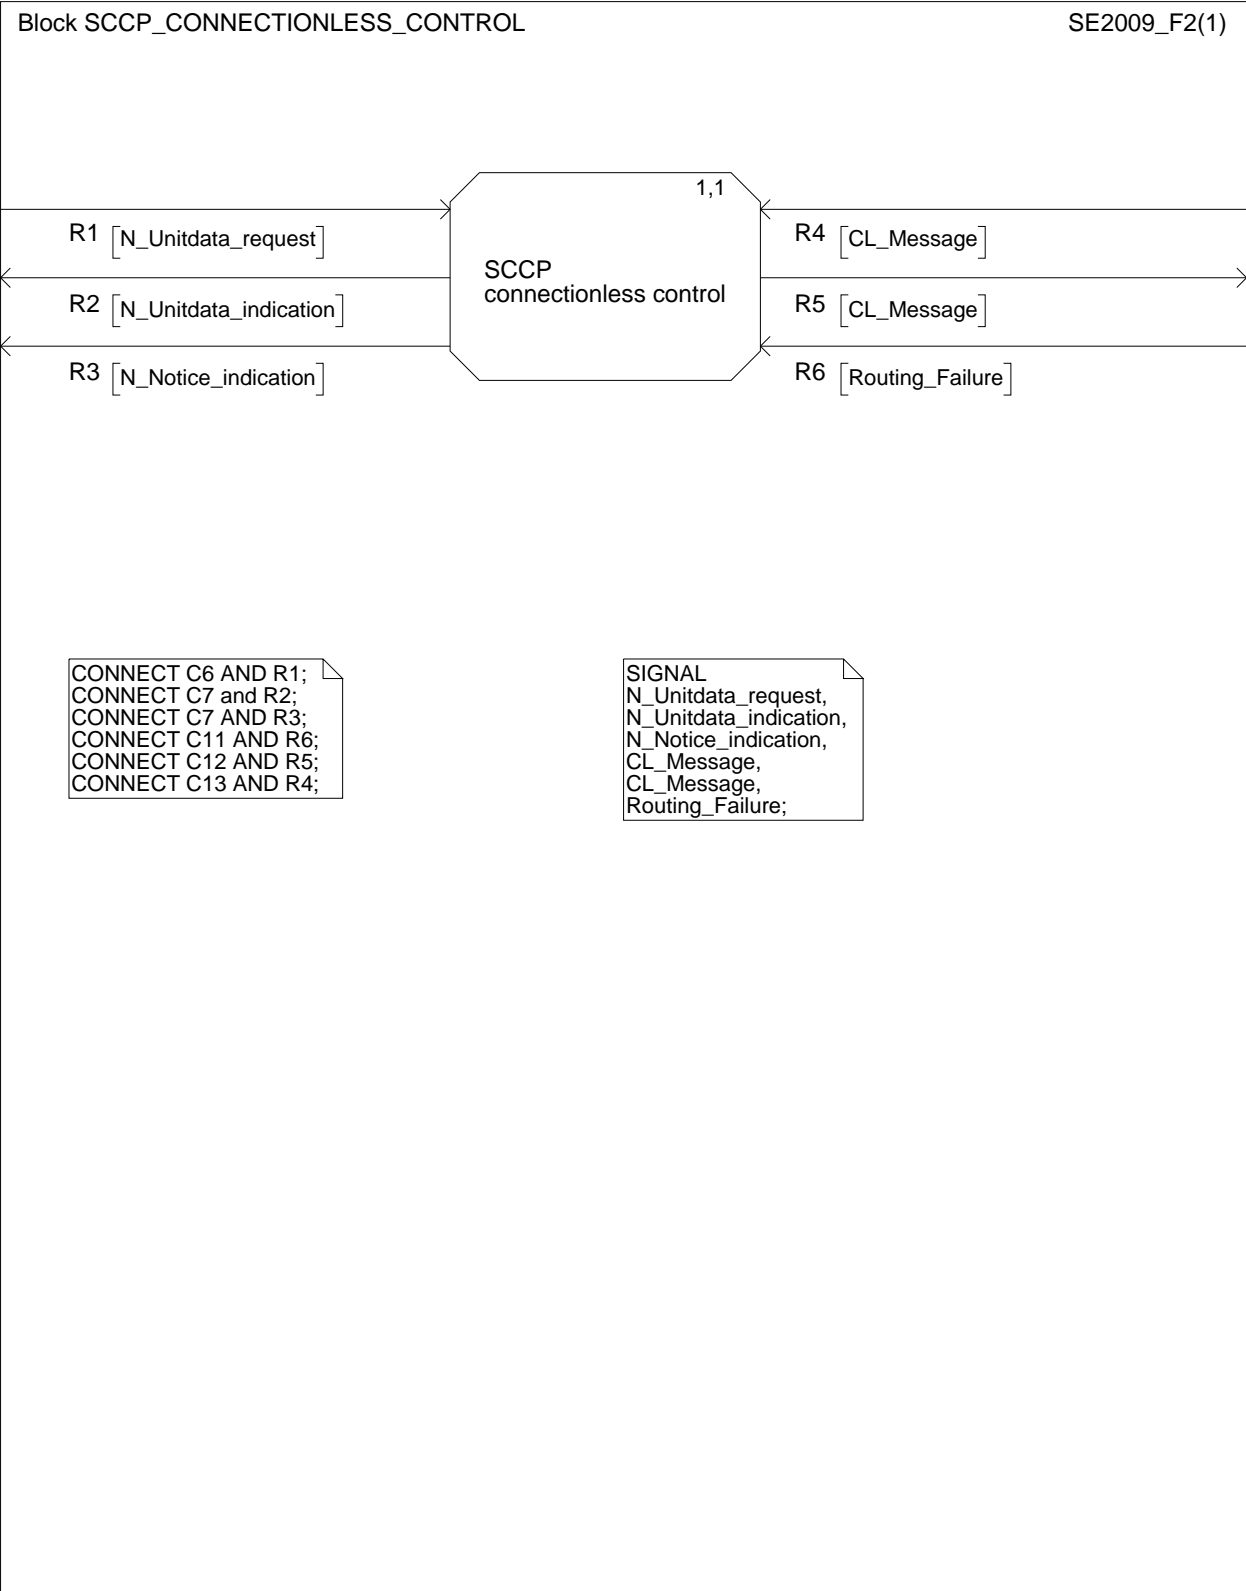 Block SCCP_CONNECTIONLESS_CONTROL
SE2009_F2(1)
1,1
R1 [N_Unitdata_request]
R4 [CL_Message]
SCCP
connectionless control
R2 [N_Unitdata_indication]
R5 [CL_Message]
R3 [N_Notice_indication]
R6 [Routing_Failure]
CONNECT C6 AND R1;
CONNECT C7 and R2;
CONNECT C7 AND R3;
CONNECT C11 AND R6;
CONNECT C12 AND R5;
CONNECT C13 AND R4;
SIGNAL
N_Unitdata_request,
N_Unitdata_indication,
N_Notice_indication,
CL_Message,
CL_Message,
Routing_Failure;